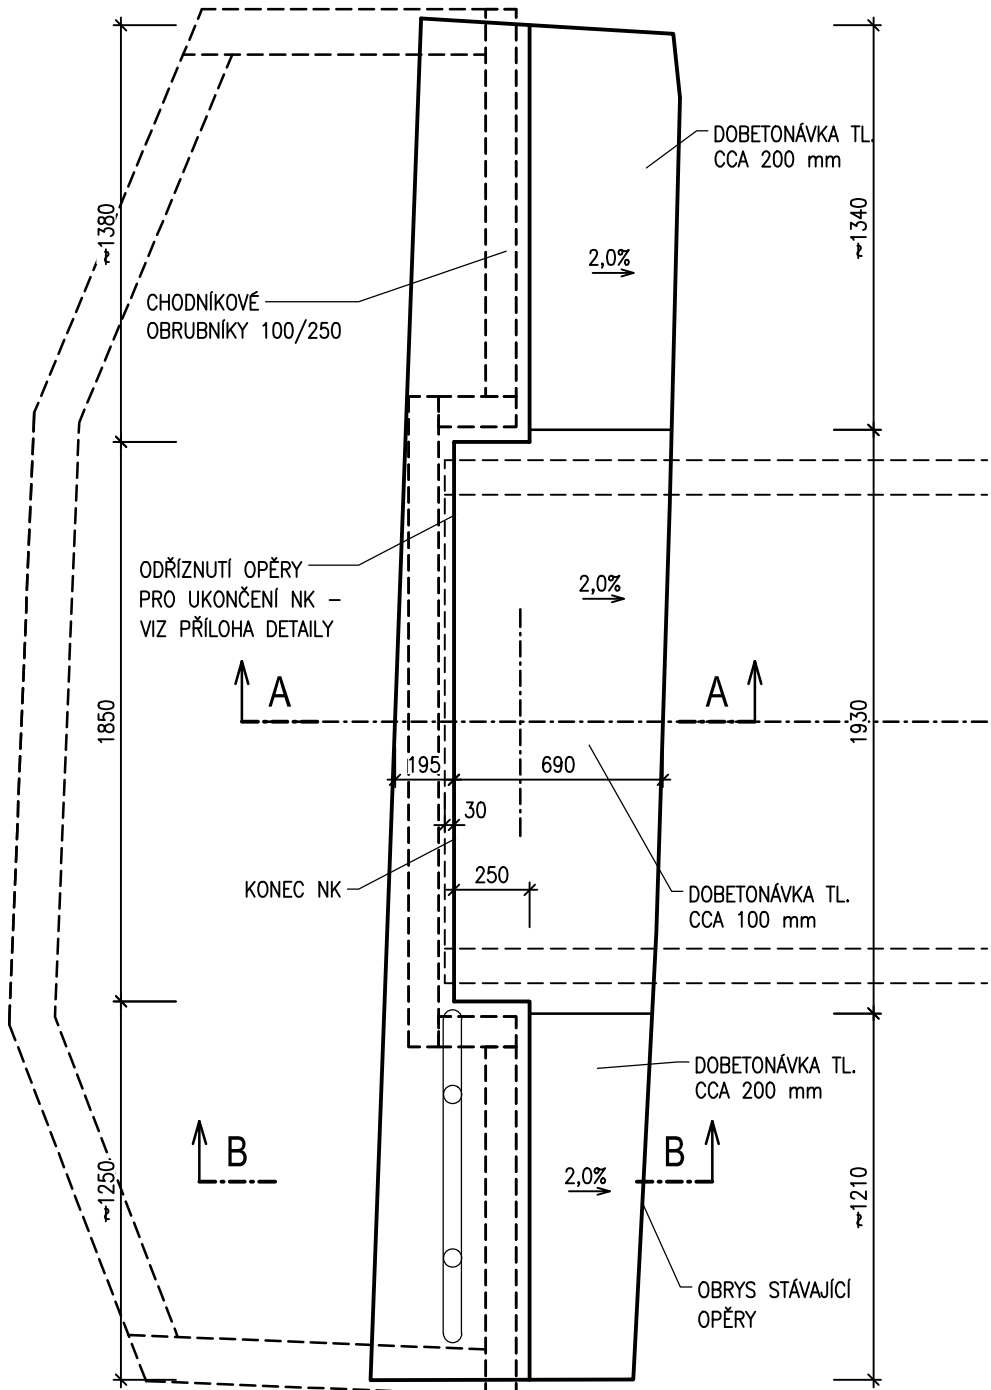 DOBETONÁVKA TL.
CCA 200 mm
~1380
~1340
2,0%
CHODNÍKOVÉ
OBRUBNÍKY 100/250
ODŘÍZNUTÍ OPĚRY
PRO UKONČENÍ NK –
VIZ PŘÍLOHA DETAILY
2,0%
A
A
1850
1930
195
690
30
250
KONEC NK
DOBETONÁVKA TL.
CCA 100 mm
DOBETONÁVKA TL.
CCA 200 mm
B
B
2,0%
~1250
~1210
OBRYS STÁVAJÍCÍ
OPĚRY